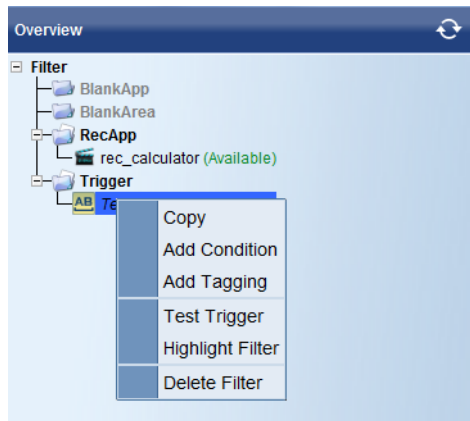 Overview
Filter
BlankApp
BlankArea
RecApp
rec_calculator (Available)
Trigger
AB
Copy
Add Condition
Add Tagging
Test Trigger
Highlight Filter
Delete Filter